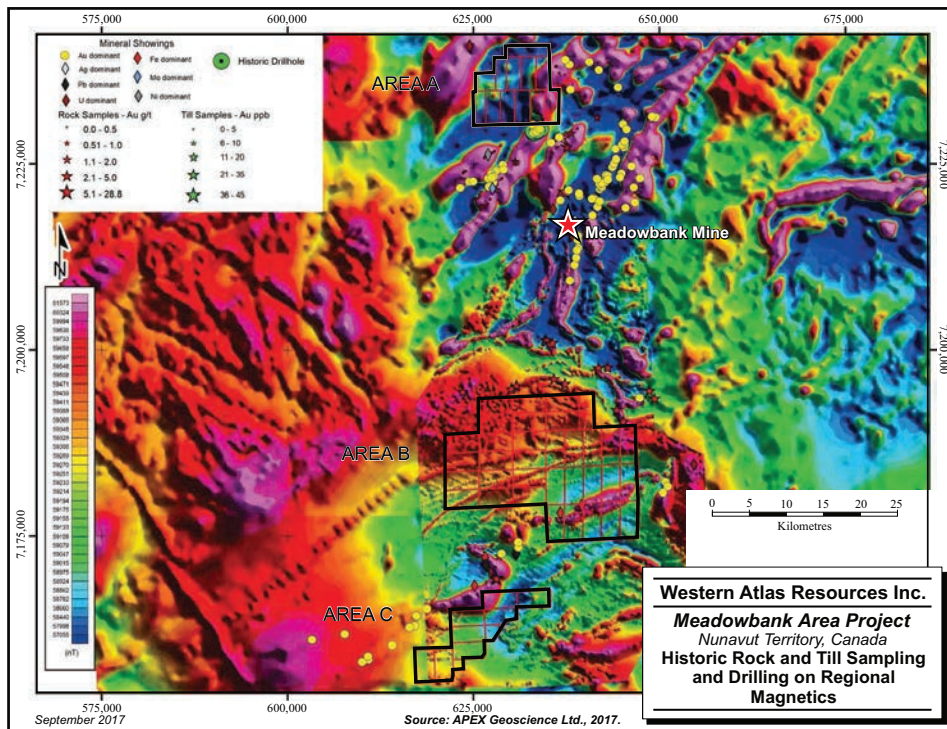 575,000
600,000
625,000
650,000
675,000
Mineral Showings
Au dominant
Ag dominant
Pb dominant
U dominant
Fe dominant
Mo dominant
Ni dominant
Historic Drillhole
Rock Samples - Au g/t
0.0 - 0.5
0.51 - 1.0
1.1 - 2.0
2.1 - 5.0
5.1 - 28.8
Till Samples - Au ppb
0 - 5
6 - 10
11 - 20
21 - 35
36 - 45
AREA A
7,225,000
7,225,000
Meadowbank Mine
N
7,200,000
7,200,000
AREA B
0 5 10 15 20 25
Kilometres
7,175,000
7,175,000
AREA C
(nT)
Western Atlas Resources Inc.
Meadowbank Area Project
Nunavut Territory, Canada
Historic Rock and Till Sampling
and Drilling on Regional
Magnetics
575,000
600,000
625,000
September 2017
Source: APEX Geoscience Ltd., 2017.